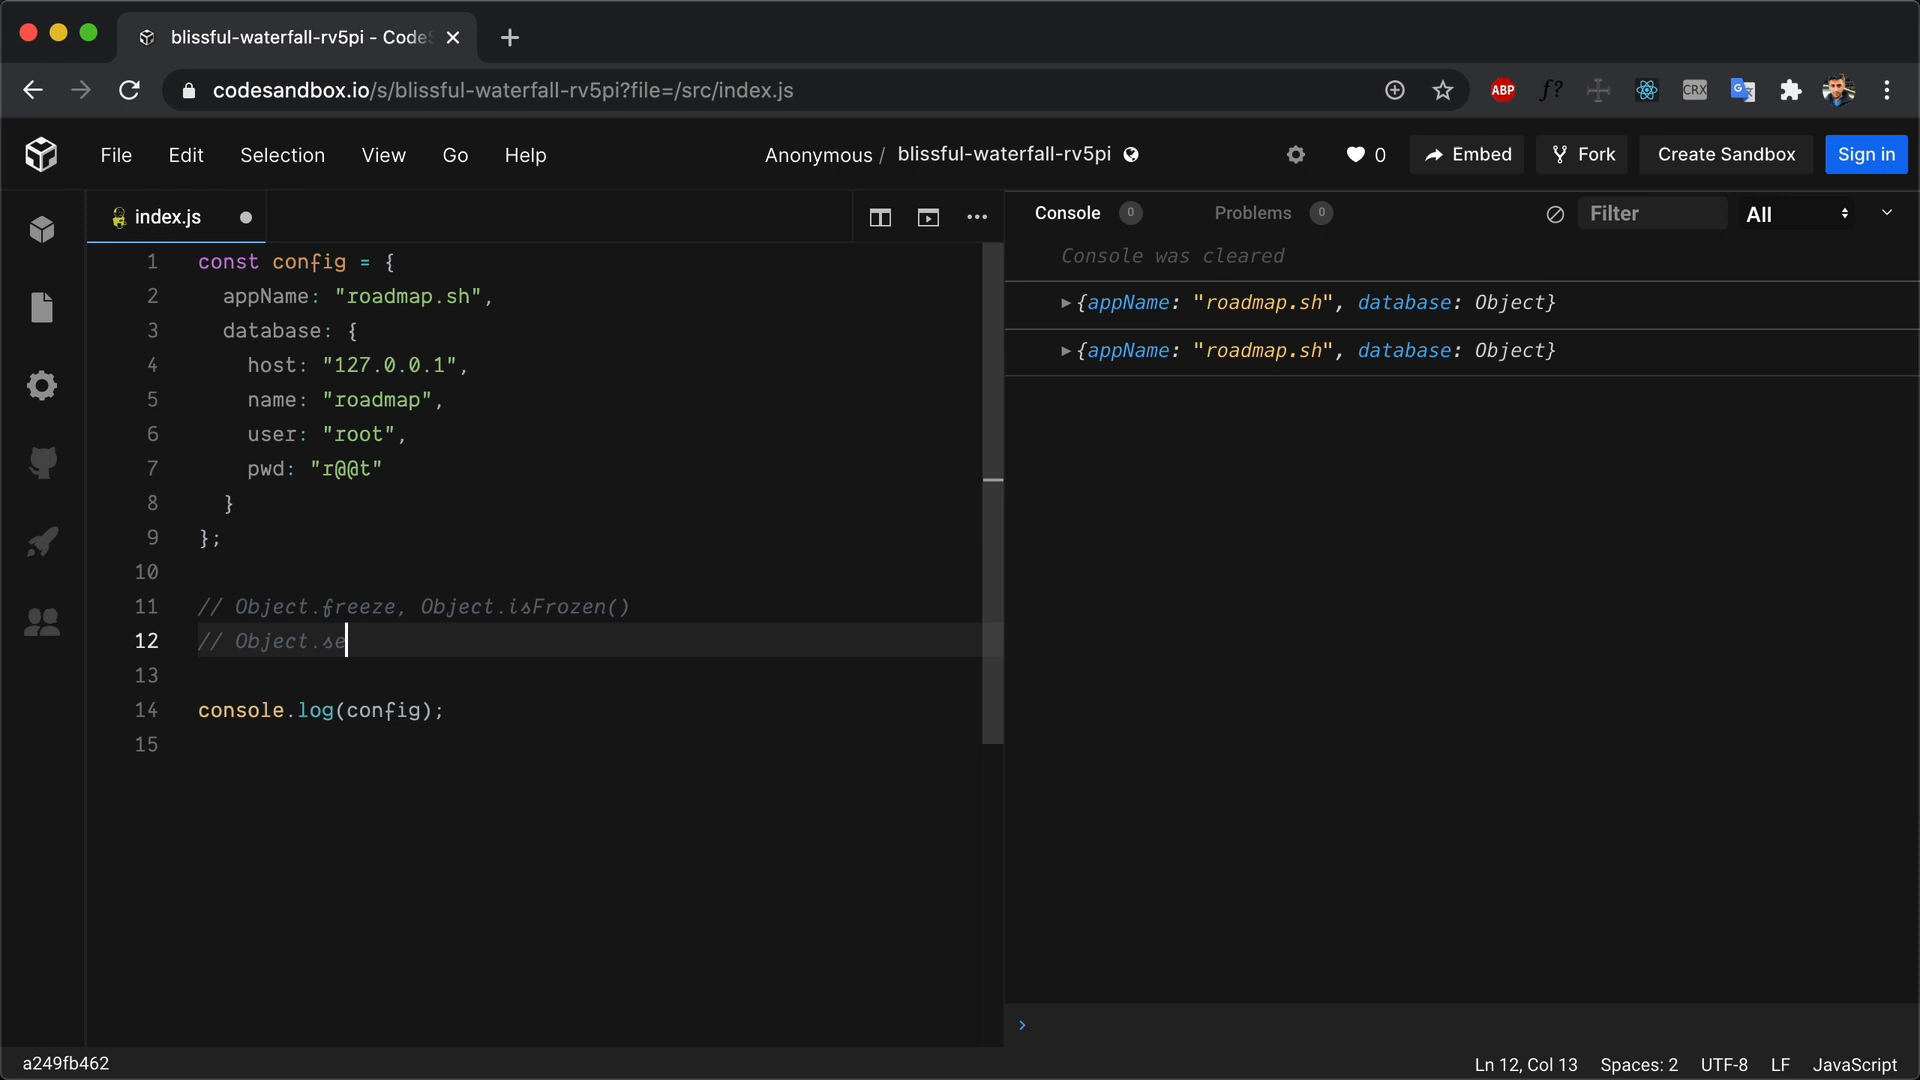 blissful-waterfall-rv5pi - CodeS
codesandbox.io/s/blissful-waterfall-rv5pi?file=/src/index.js
ABP
f?
CRX
File Edit Selection View Go Help
Anonymous / blissful-waterfall-rv5pi
0
Embed
Fork
Create Sandbox
Sign in
index.js
1 const config = {
2 appName: "roadmap.sh",
3 database: {
4 host: "127.0.0.1",
5 name: "roadmap",
6 user: "root",
7 pwd: "r@@t"
8 }
9 };
10
11 // Object.freeze, Object.isFrozen()
12 // Object.se
13
14 console.log(config);
15
Console 0 Problems 0 Filter All
Console was cleared
{appName: "roadmap.sh", database: Object}
{appName: "roadmap.sh", database: Object}
a249fb462
Ln 12, Col 13 Spaces: 2 UTF-8 LF JavaScript